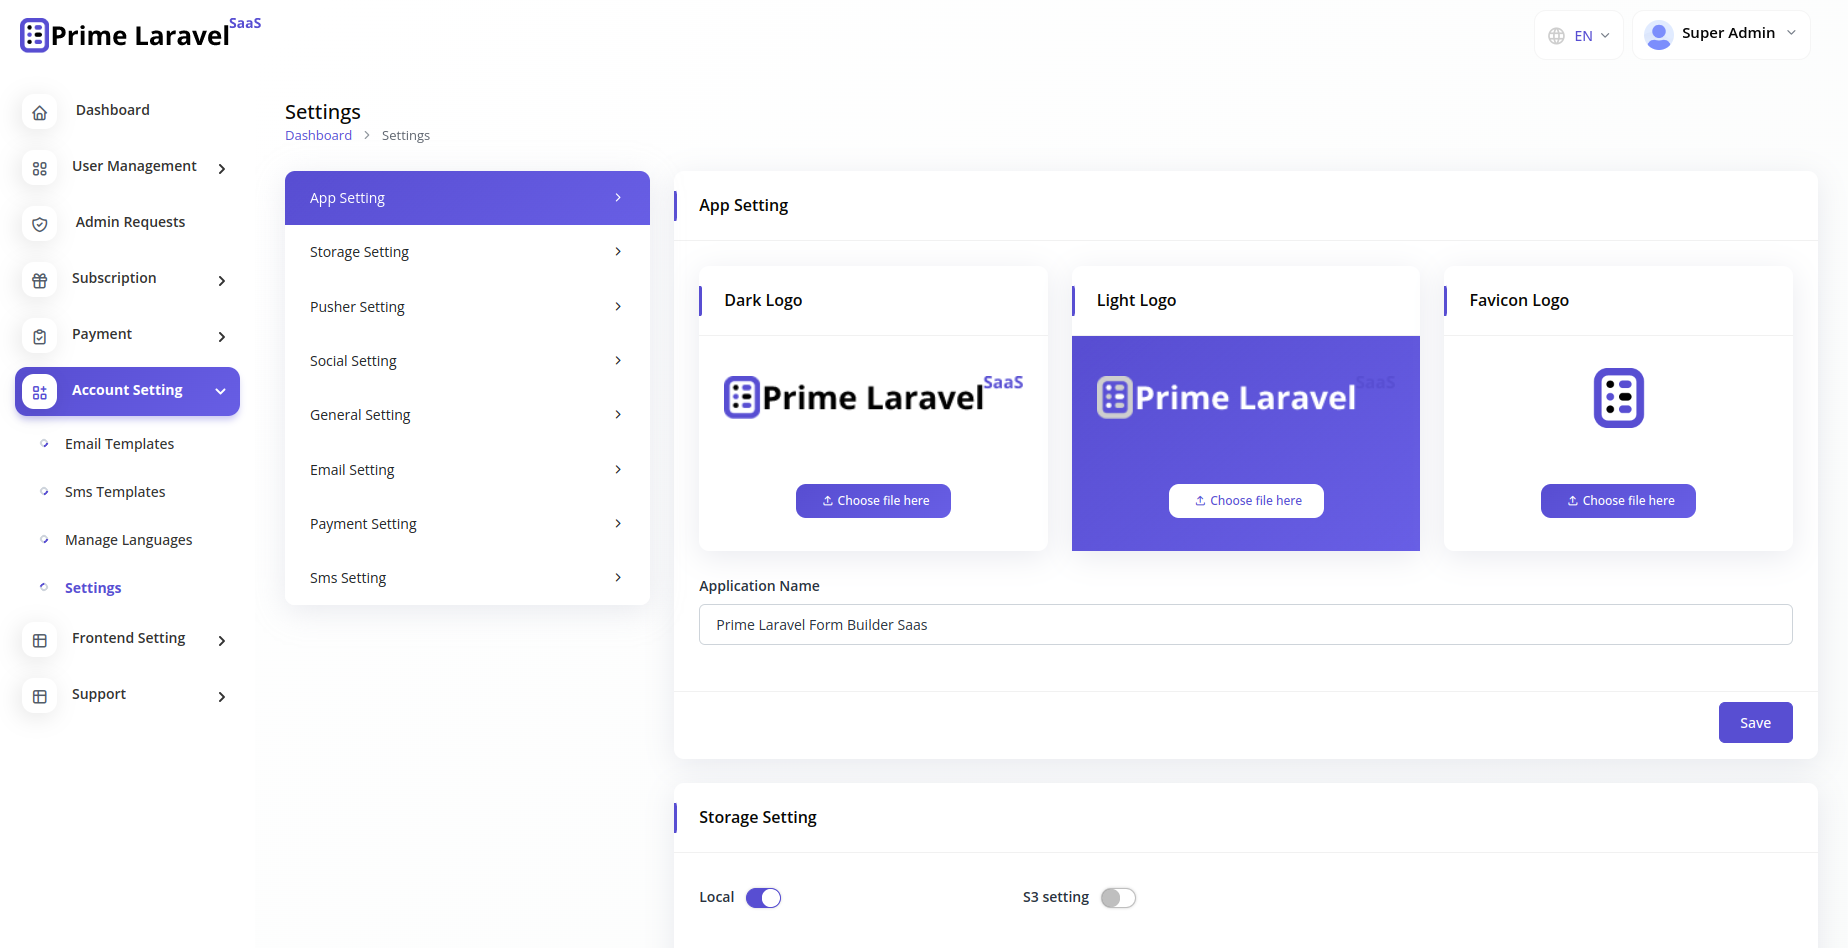 Prime Laravel SaaS
EN
Super Admin
Dashboard
User Management
Admin Requests
Subscription
Payment
Account Setting
Email Templates
Sms Templates
Manage Languages
Settings
Frontend Setting
Support
Settings
Dashboard > Settings
App Setting
Storage Setting
Pusher Setting
Social Setting
General Setting
Email Setting
Payment Setting
Sms Setting
App Setting
Dark Logo
Prime Laravel SaaS
Choose file here
Light Logo
Prime Laravel SaaS
Choose file here
Favicon Logo
Choose file here
Application Name
Prime Laravel Form Builder Saas
Save
Storage Setting
Local
S3 setting